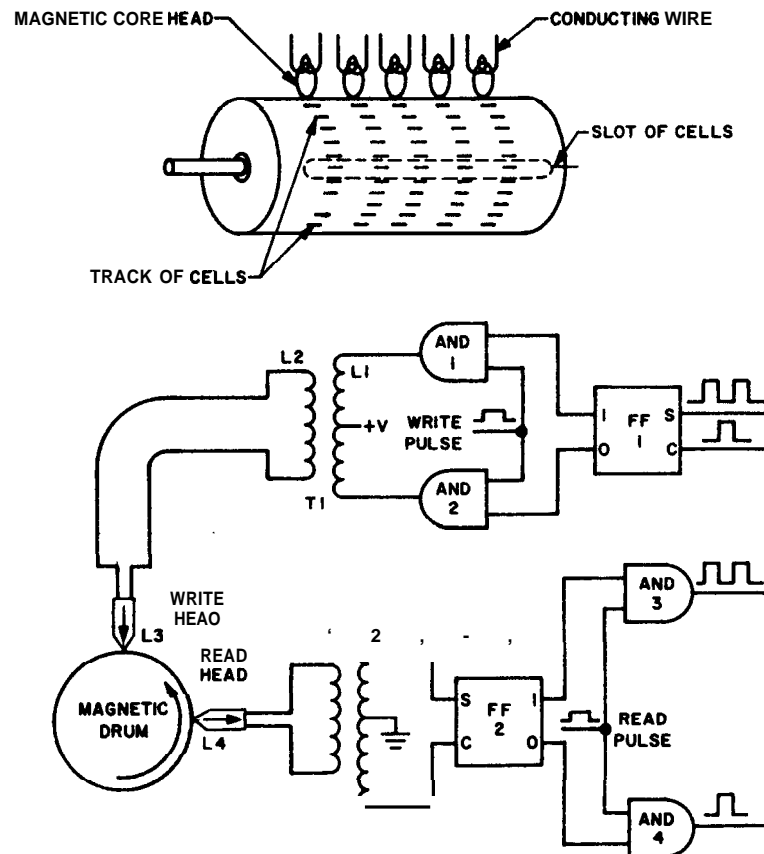 MAGNETIC CORE HEAD
CONDUCTING WIRE
SLOT OF CELLS
TRACK OF CELLS
L2
L1
AND
1
+V
WRITE
PULSE
T1
AND
2
I
S
FF
1
O
C
WRITE
HEAO
L3
READ
HEAD
L4
MAGNETIC
DRUM
‘ 2 , - ,
S
I
FF
2
C
O
AND
3
READ
PULSE
AND
4